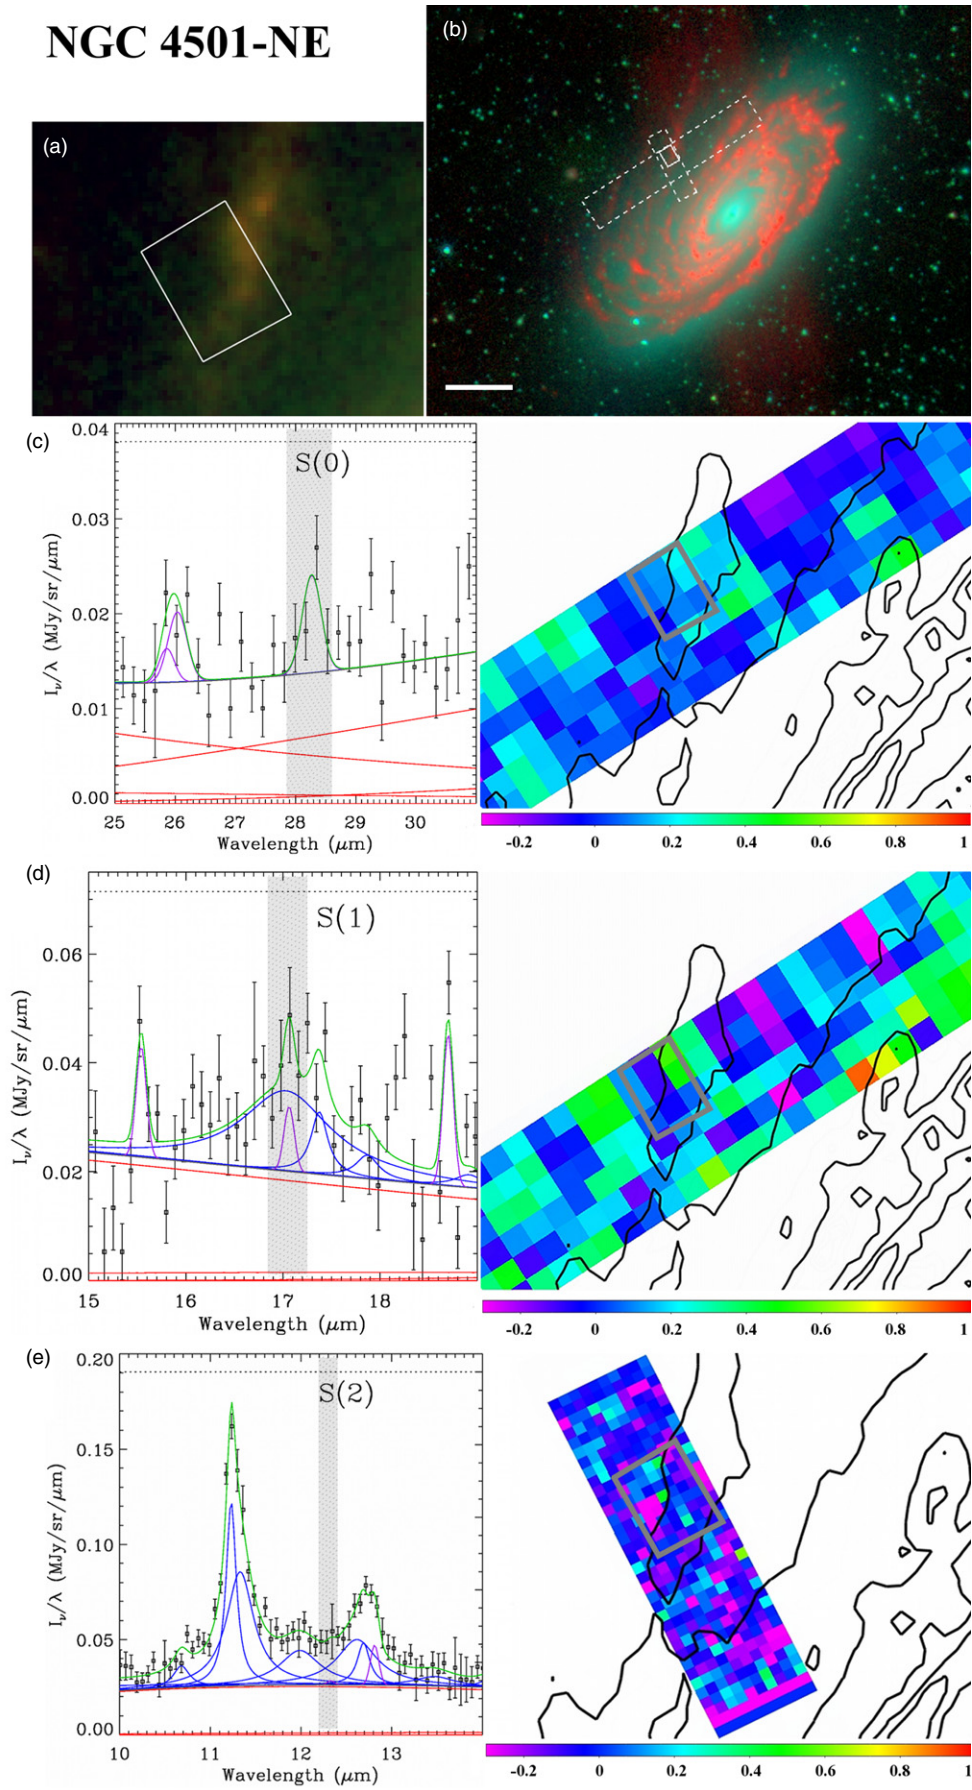 NGC 4501-NE
(a)
(b)
(c)
0.04
0.03
0.02
0.01
0.00
I_ν/λ (MJy/sr/μm)
S(0)
25 26 27 28 29 30
Wavelength (μm)
-0.2 0 0.2 0.4 0.6 0.8 1
(d)
0.06
0.04
0.02
0.00
I_ν/λ (MJy/sr/μm)
S(1)
15 16 17 18
Wavelength (μm)
-0.2 0 0.2 0.4 0.6 0.8 1
(e)
0.20
0.15
0.10
0.05
0.00
I_ν/λ (MJy/sr/μm)
S(2)
10 11 12 13
Wavelength (μm)
-0.2 0 0.2 0.4 0.6 0.8 1